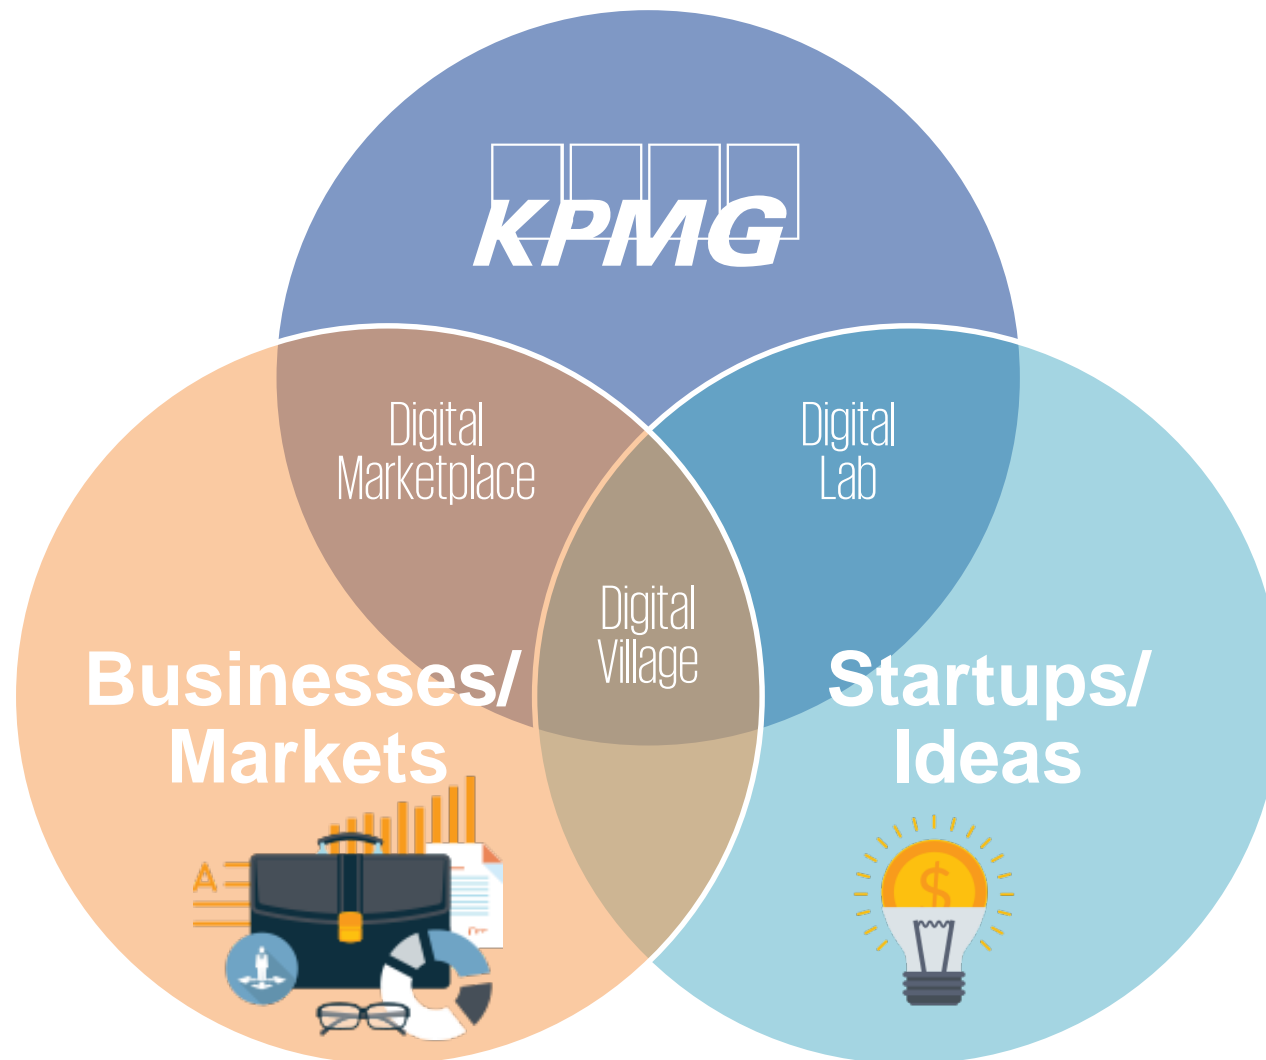 KPMG
Digital
Marketplace
Digital
Lab
Digital
Village
Businesses/
Markets
Startups/
Ideas
A
$